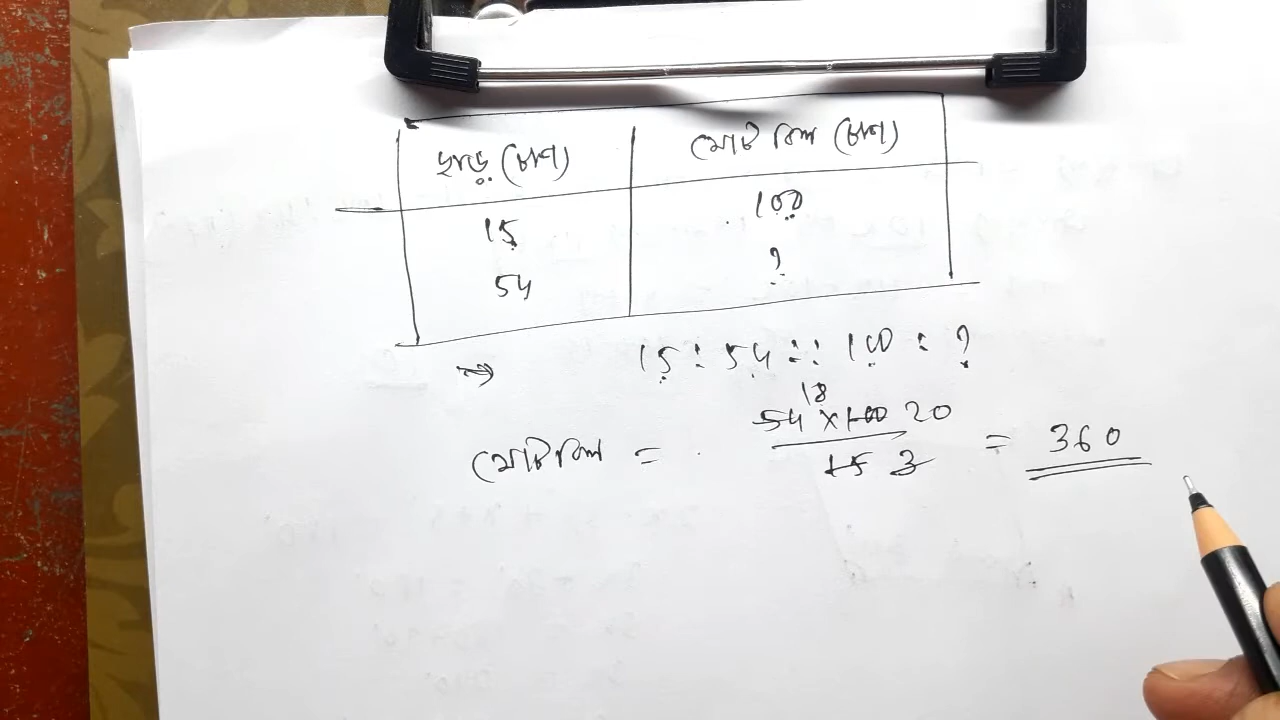 ছাড় (টাকা) মোট বিল (টাকা)
15 100
54 ?
⇒ 15 : 54 :: 100 : ?
18
মোট বিল = 54 × 100 20 = 360
15 3